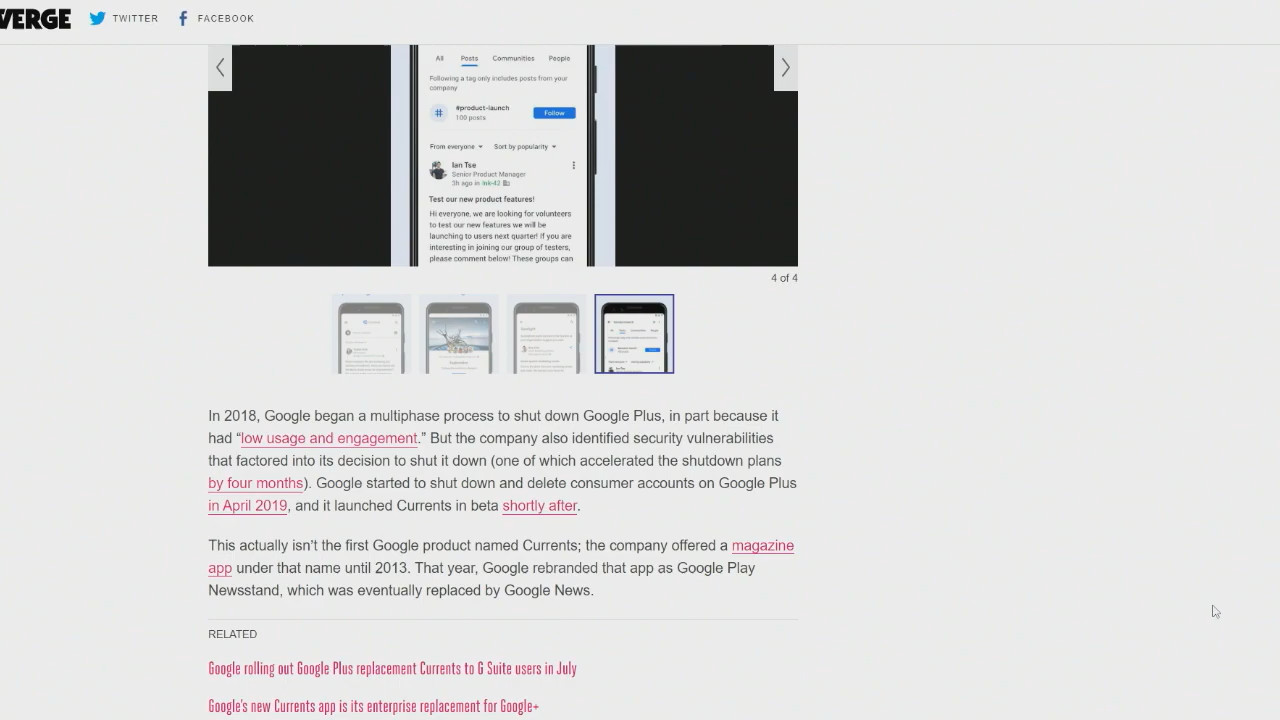 VERGE TWITTER FACEBOOK
All Posts Communities People
Following a tag only includes posts from your
company
#product-launch
100 posts
Follow
From everyone Sort by popularity
Ian Tse
Senior Product Manager
3h ago in Ink-42
Test our new product features!
Hi everyone, we are looking for volunteers
to test our new features we will be
launching to users next quarter! If you are
interesting in joining our group of testers,
please comment below! These groups can
4 of 4
In 2018, Google began a multiphase process to shut down Google Plus, in part because it
had “low usage and engagement.” But the company also identified security vulnerabilities
that factored into its decision to shut it down (one of which accelerated the shutdown plans
by four months). Google started to shut down and delete consumer accounts on Google Plus
in April 2019, and it launched Currents in beta shortly after.
This actually isn’t the first Google product named Currents; the company offered a magazine
app under that name until 2013. That year, Google rebranded that app as Google Play
Newsstand, which was eventually replaced by Google News.
RELATED
Google rolling out Google Plus replacement Currents to G Suite users in July
Google’s new Currents app is its enterprise replacement for Google+